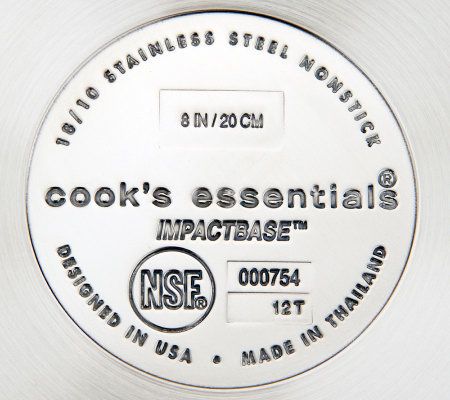 18/10 STAINLESS STEEL NONSTICK
8 IN / 20 CM
cook's essentials®
IMPACTBASE™
NSF®
000754
12 T
DESIGNED IN USA • MADE IN THAILAND